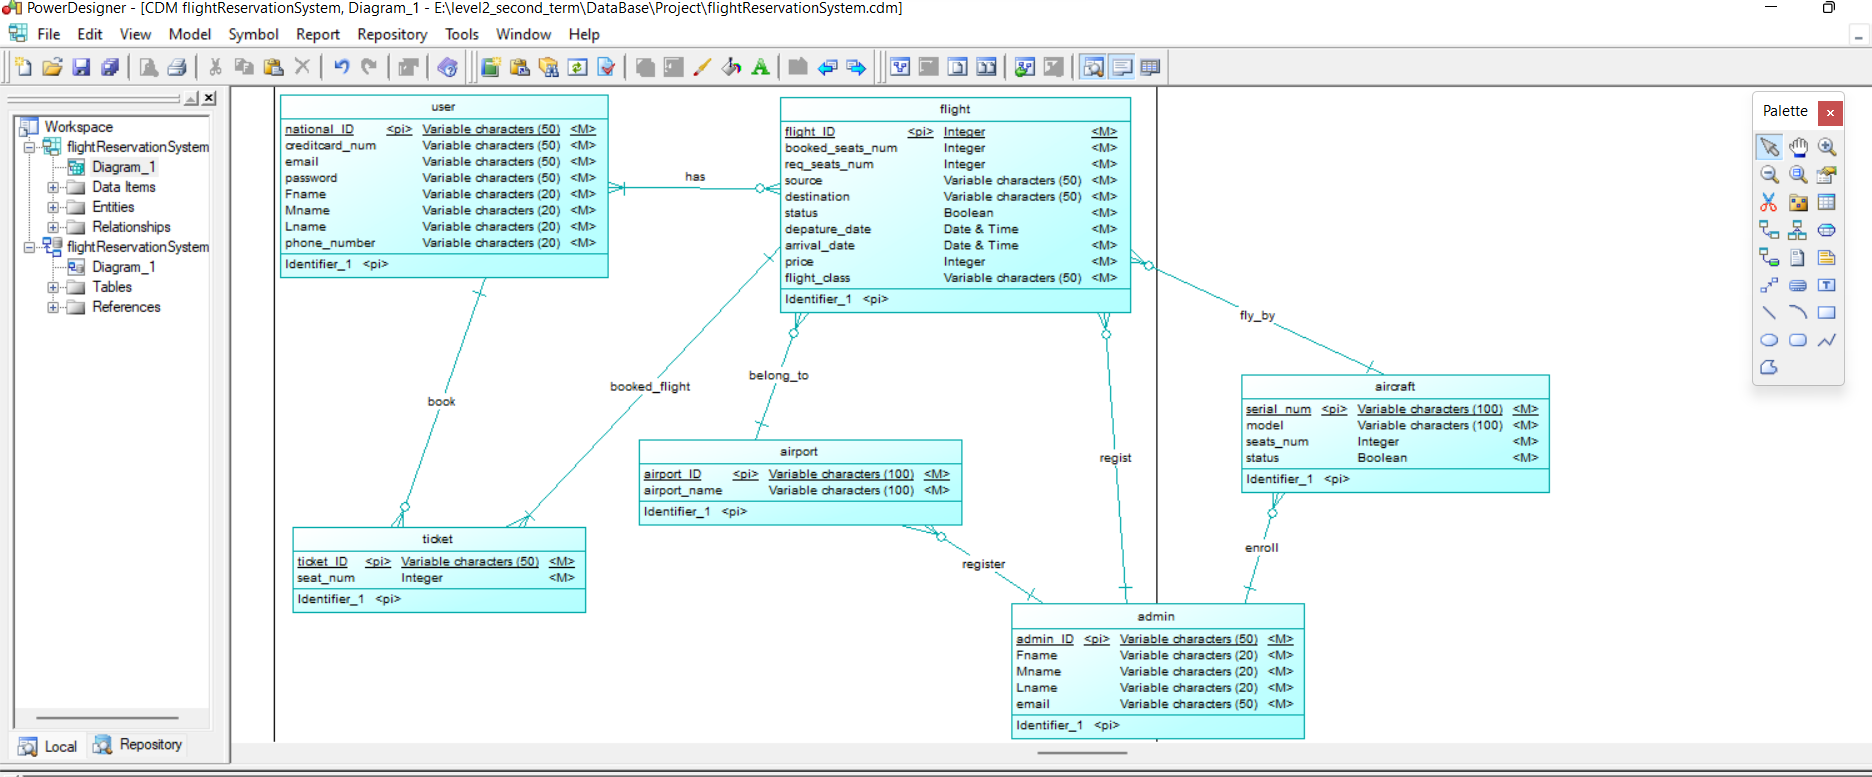 PowerDesigner - [CDM flightReservationSystem, Diagram_1 - E:\level2_second_term\DataBase\Project\flightReservationSystem.cdm]
File Edit View Model Symbol Report Repository Tools Window Help
Workspace
flightReservationSystem
Diagram_1
Data Items
Entities
Relationships
flightReservationSystem
Diagram_1
Tables
References
Local Repository
user
national_ID <pi> Variable characters (50) <M>
creditcard_num Variable characters (50) <M>
email Variable characters (50) <M>
password Variable characters (50) <M>
Fname Variable characters (20) <M>
Mname Variable characters (20) <M>
Lname Variable characters (20) <M>
phone_number Variable characters (20) <M>
Identifier_1 <pi>
has
flight
flight_ID <pi> Integer <M>
booked_seats_num Integer <M>
req_seats_num Integer <M>
source Variable characters (50) <M>
destination Variable characters (50) <M>
status Boolean <M>
depature_date Date & Time <M>
arrival_date Date & Time <M>
price Integer <M>
flight_class Variable characters (50) <M>
Identifier_1 <pi>
Palette
fly_by
book
booked_flight
belong_to
regist
aircraft
serial_num <pi> Variable characters (100) <M>
model Variable characters (100) <M>
seats_num Integer <M>
status Boolean <M>
Identifier_1 <pi>
airport
airport_ID <pi> Variable characters (100) <M>
airport_name Variable characters (100) <M>
Identifier_1 <pi>
ticket
ticket_ID <pi> Variable characters (50) <M>
seat_num Integer <M>
Identifier_1 <pi>
register
enroll
admin
admin_ID <pi> Variable characters (50) <M>
Fname Variable characters (20) <M>
Mname Variable characters (20) <M>
Lname Variable characters (20) <M>
email Variable characters (50) <M>
Identifier_1 <pi>